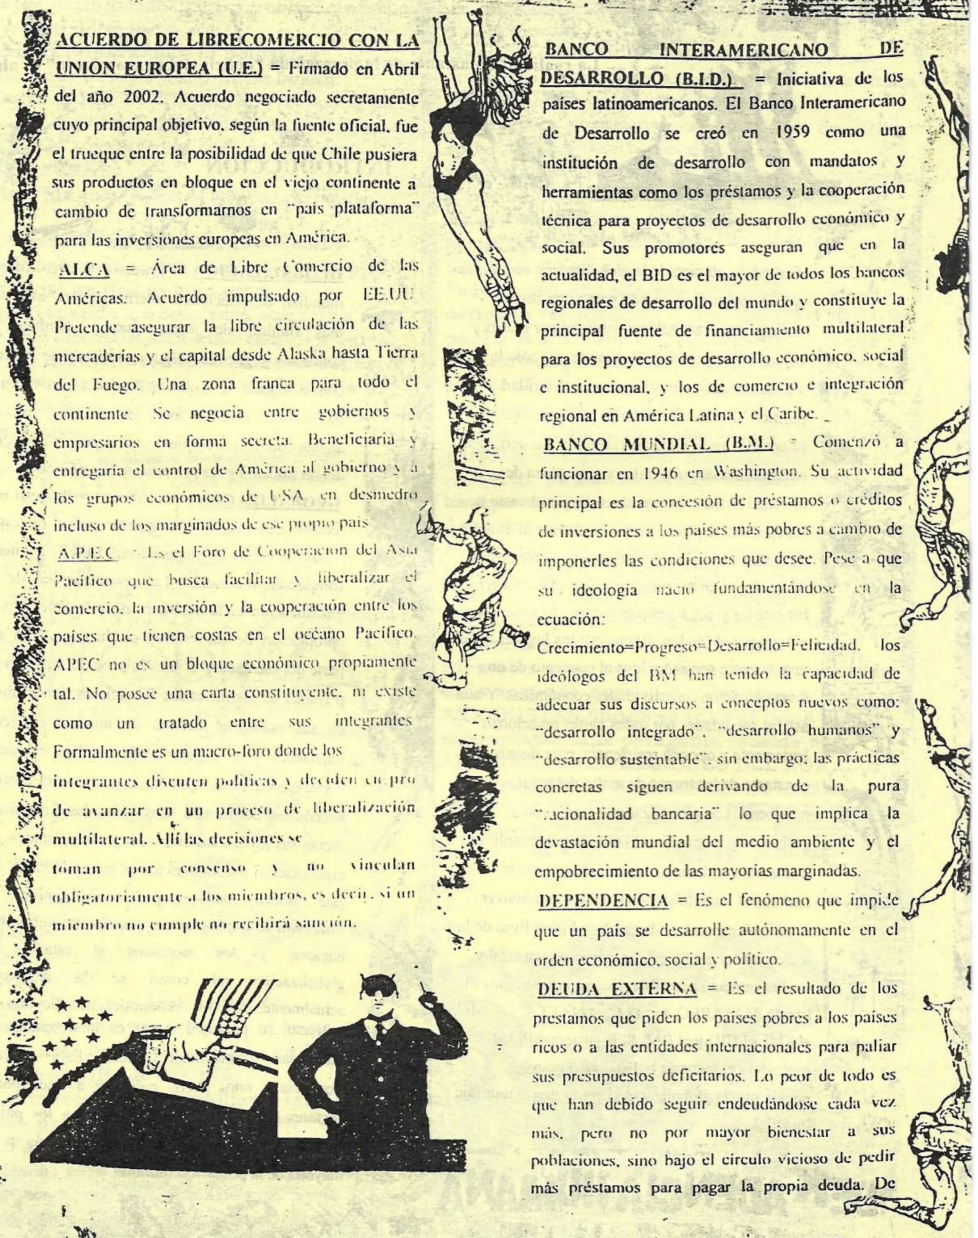 ACUERDO DE LIBRECOMERCIO CON LA
UNION EUROPEA (U.E.) = Firmado en Abril
del año 2002. Acuerdo negociado secretamente
cuyo principal objetivo, según la fuente oficial, fue
el trueque entre la posibilidad de que Chile pusiera
sus productos en bloque en el viejo continente a
cambio de transformarnos en "país plataforma"
para las inversiones europeas en América.
ALCA = Área de Libre Comercio de las
Américas. Acuerdo impulsado por EE.UU
Pretende asegurar la libre circulación de las
mercaderías y el capital desde Alaska hasta Tierra
del Fuego. Una zona franca para todo el
continente. Se negocia entre gobiernos y
empresarios en forma secreta. Beneficiaría y
entregaría el control de América al gobierno y a
los grupos económicos de USA en desmedro
incluso de los marginados de ese propio país
A.P.E.C. = Es el Foro de Cooperación del Asia
Pacífico que busca facilitar y liberalizar el
comercio, la inversión y la cooperación entre los
países que tienen costas en el océano Pacífico.
APEC no es un bloque económico propiamente
tal. No posee una carta constituyente, ni existe
como un tratado entre sus integrantes
Formalmente es un macro-foro donde los
integrantes discuten políticas y deciden en pro
de avanzar en un proceso de liberalización
multilateral. Allí las decisiones se
toman por consenso y no vinculan
obligatoriamente a los miembros, es decir, si un
miembro no cumple no recibirá sanción.
BANCO INTERAMERICANO DE
DESARROLLO (B.I.D.) = Iniciativa de los
países latinoamericanos. El Banco Interamericano
de Desarrollo se creó en 1959 como una
institución de desarrollo con mandatos y
herramientas como los préstamos y la cooperación
técnica para proyectos de desarrollo económico y
social. Sus promotores aseguran que en la
actualidad, el BID es el mayor de todos los bancos
regionales de desarrollo del mundo y constituye la
principal fuente de financiamiento multilateral
para los proyectos de desarrollo económico, social
e institucional, y los de comercio e integración
regional en América Latina y el Caribe.
BANCO MUNDIAL (B.M.) = Comenzó a
funcionar en 1946 en Washington. Su actividad
principal es la concesión de préstamos o créditos
de inversiones a los países más pobres a cambio de
imponerles las condiciones que desee. Pese a que
su ideología nació fundamentándose en la
ecuación:
Crecimiento=Progreso=Desarrollo=Felicidad. los
ideólogos del BM han tenido la capacidad de
adecuar sus discursos a conceptos nuevos como:
"desarrollo integrado", "desarrollo humanos" y
"desarrollo sustentable". sin embargo; las prácticas
concretas siguen derivando de la pura
"racionalidad bancaria" lo que implica la
devastación mundial del medio ambiente y el
empobrecimiento de las mayorías marginadas.
DEPENDENCIA = Es el fenómeno que impide
que un país se desarrolle autónomamente en el
orden económico, social y político.
DEUDA EXTERNA = Es el resultado de los
prestamos que piden los países pobres a los países
ricos o a las entidades internacionales para paliar
sus presupuestos deficitarios. Lo peor de todo es
que han debido seguir endeudándose cada vez
más, pero no por mayor bienestar a sus
poblaciones, sino bajo el círculo vicioso de pedir
más préstamos para pagar la propia deuda. De